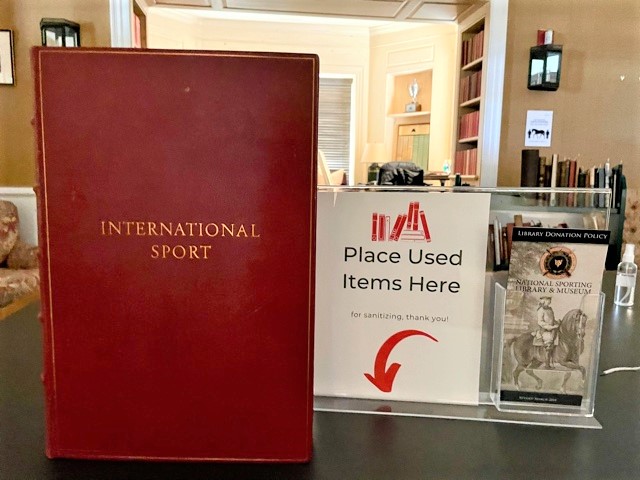 INTERNATIONAL
SPORT
Place Used
Items Here
for sanitizing, thank you!
LIBRARY DONATION POLICY
NATIONAL SPORTING
LIBRARY & MUSEUM